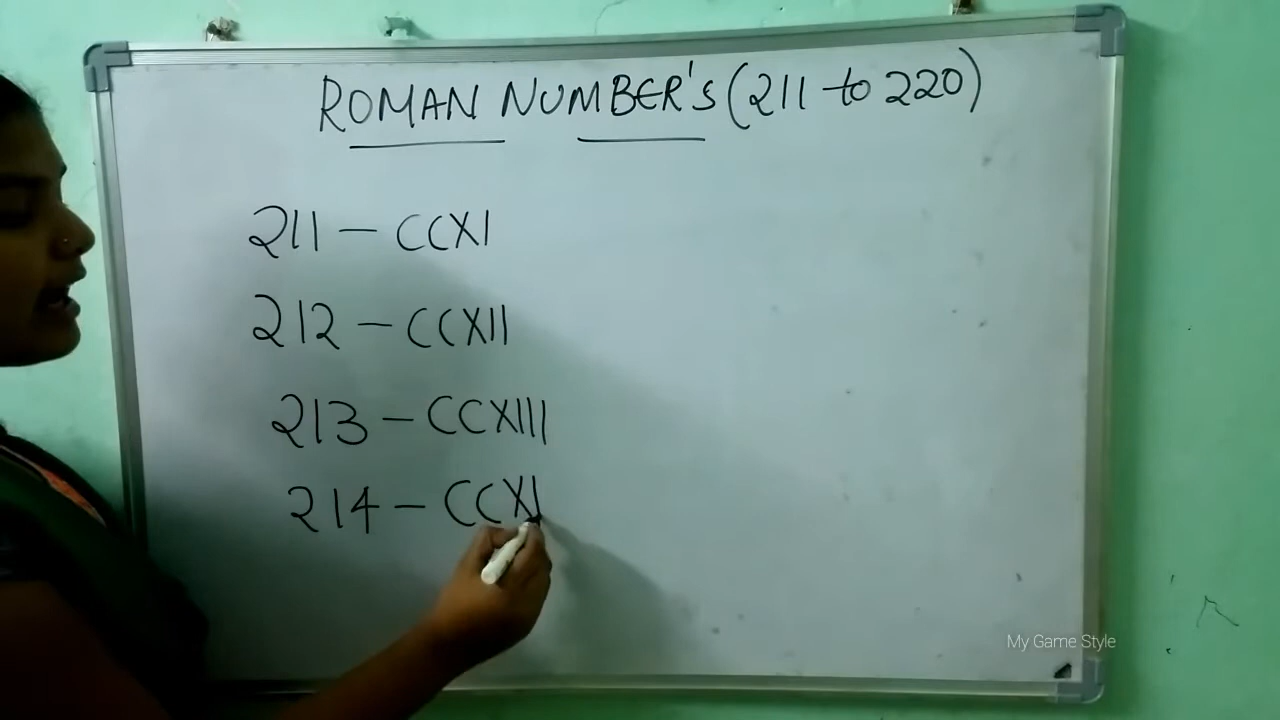 ROMAN NUMBER'S (211 to 220)
211 - CCXI
212 - CCXII
213 - CCXIII
214 - CCXI
My Game Style